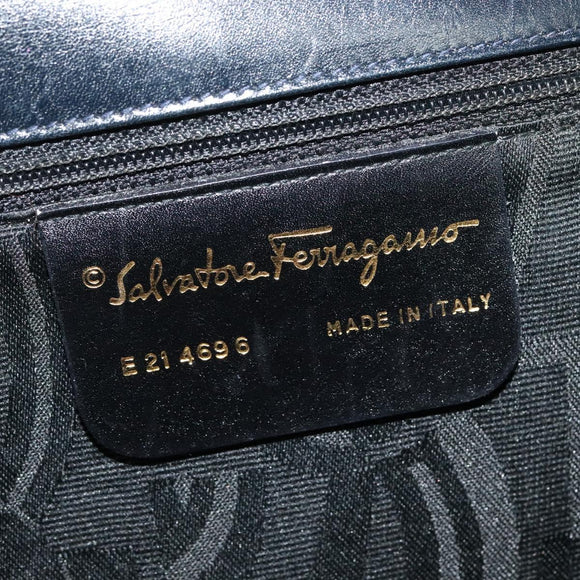 © Salvatore Ferragamo
E 21 4696 MADE IN ITALY